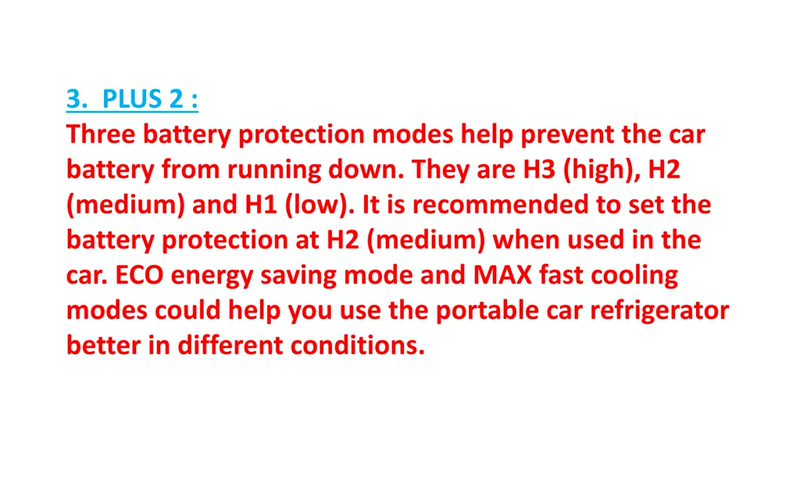 3.  PLUS 2 :
Three battery protection modes help prevent the car
battery from running down. They are H3 (high), H2
(medium) and H1 (low). It is recommended to set the
battery protection at H2 (medium) when used in the
car. ECO energy saving mode and MAX fast cooling
modes could help you use the portable car refrigerator
better in different conditions.